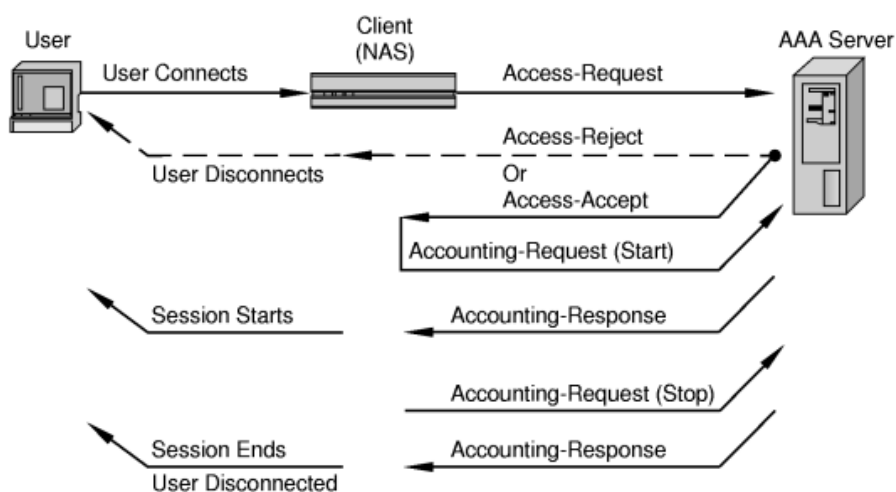 User
Client
(NAS)
AAA Server
User Connects
Access-Request
Access-Reject
User Disconnects
Or
Access-Accept
Accounting-Request (Start)
Session Starts
Accounting-Response
Accounting-Request (Stop)
Session Ends
Accounting-Response
User Disconnected